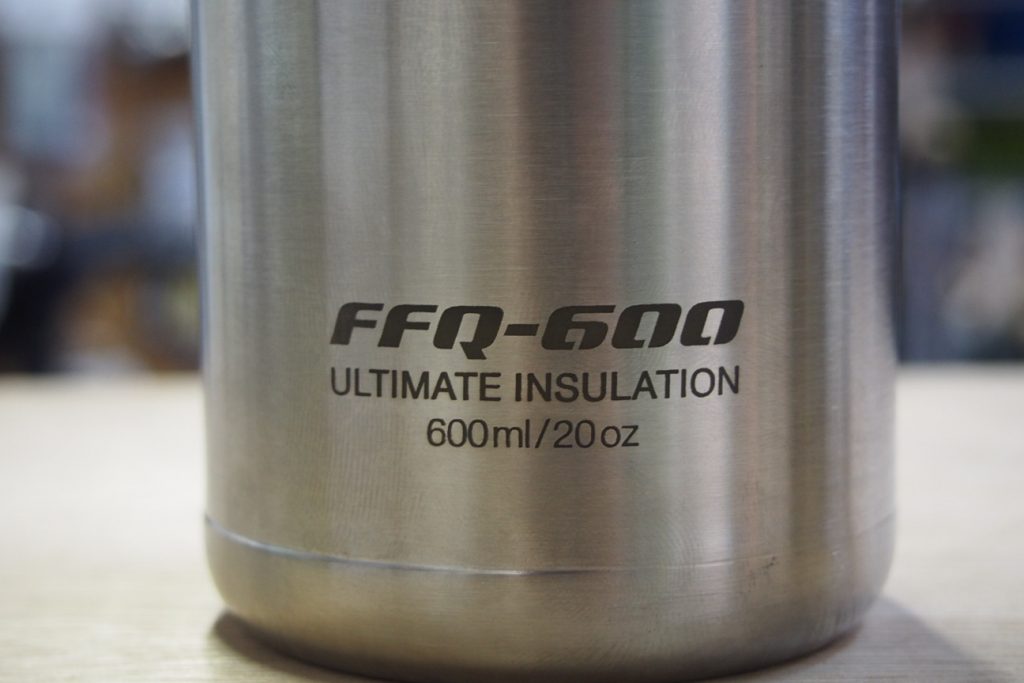 FFQ-600
ULTIMATE INSULATION
600ml/20oz